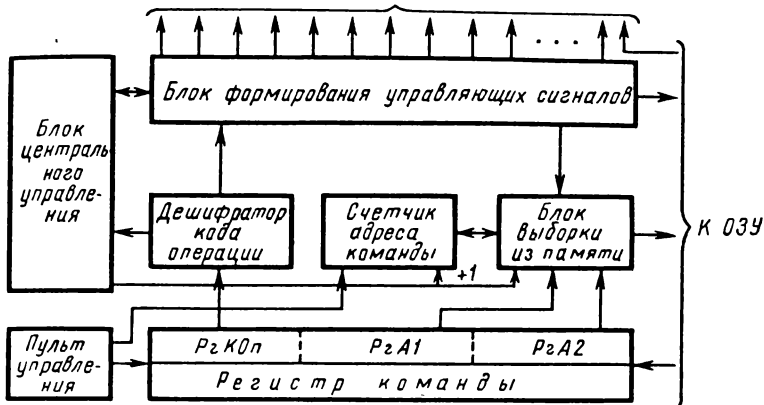 Блок формирования управляющих сигналов
Блок
централь-
ного
управле-
ния
Дешифратор
кода
операции
Счетчик
адреса
команды
Блок
выборки
из памяти
К ОЗУ
+1
Пульт
управле-
ния
РгКОп
РгА1
РгА2
Регистр команды